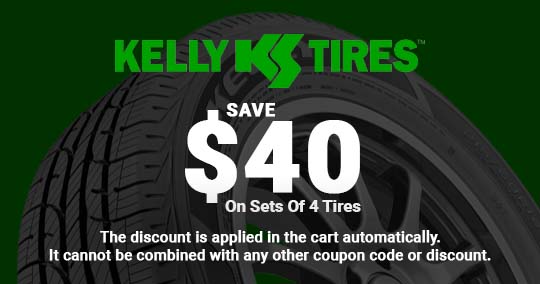 KELLY KS TIRES™
SAVE
$40
On Sets Of 4 Tires
The discount is applied in the cart automatically.
It cannot be combined with any other coupon code or discount.